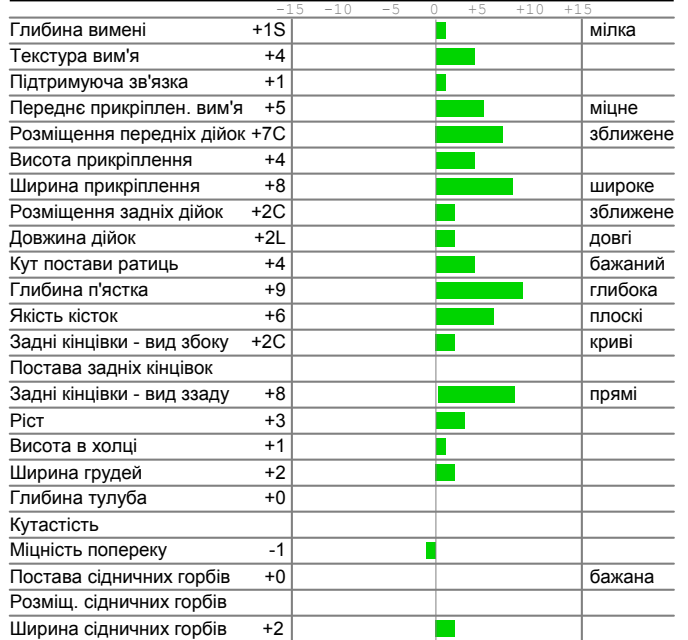 -15 -10 -5 0 +5 +10 +15
Глибина вимені +1S мілка
Текстура вим'я +4
Підтримуюча зв'язка +1
Переднє прикріплен. вим'я +5 міцне
Розміщення передніх дійок +7C зближене
Висота прикріплення +4
Ширина прикріплення +8 широке
Розміщення задніх дійок +2C зближене
Довжина дійок +2L довгі
Кут постави ратиць +4 бажаний
Глибина п'ястка +9 глибока
Якість кісток +6 плоскі
Задні кінцівки - вид збоку +2C криві
Постава задніх кінцівок
Задні кінцівки - вид ззаду +8 прямі
Ріст +3
Висота в холці +1
Ширина грудей +2
Глибина тулуба +0
Кутастість
Міцність попереку -1
Постава сідничних горбів +0 бажана
Розміщ. сідничних горбів
Ширина сідничних горбів +2